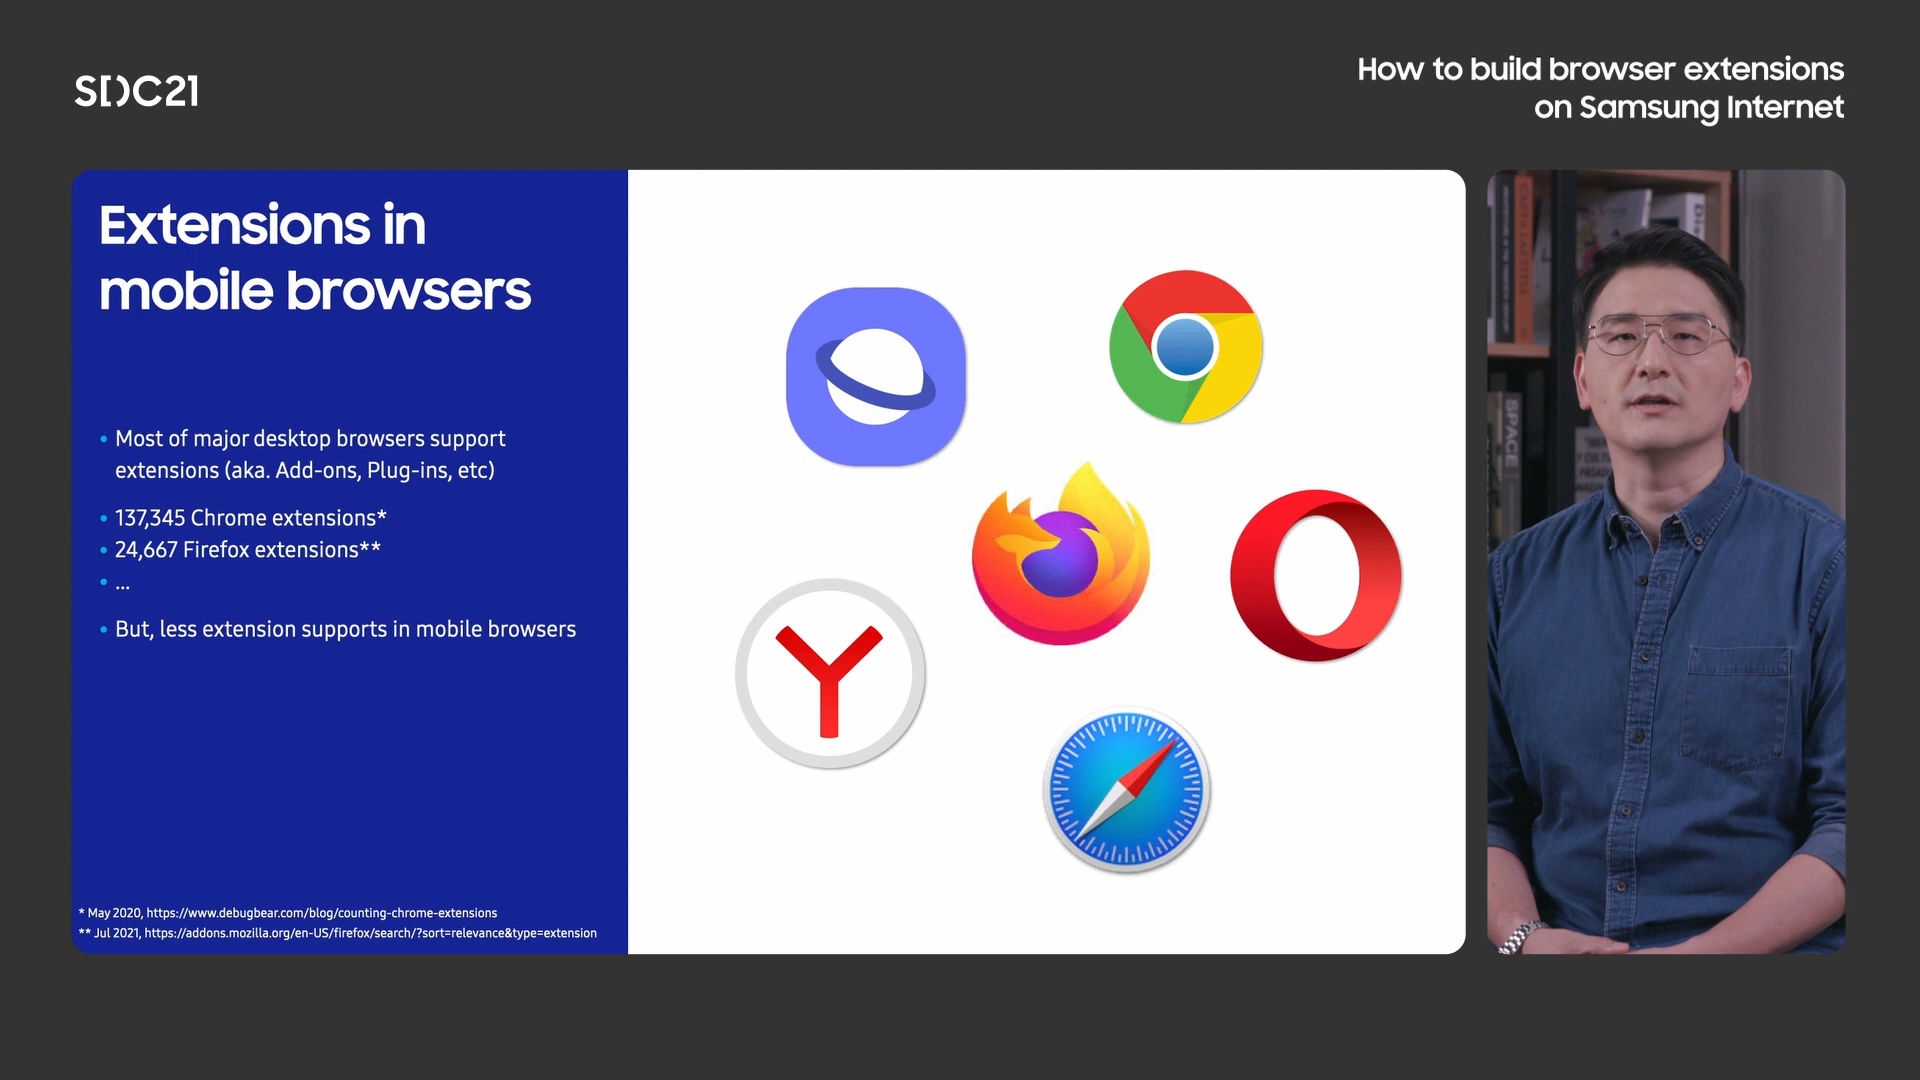 SDC21
How to build browser extensions
on Samsung Internet
Extensions in
mobile browsers
• Most of major desktop browsers support
extensions (aka. Add-ons, Plug-ins, etc)
• 137,345 Chrome extensions*
• 24,667 Firefox extensions**
• ...
• But, less extension supports in mobile browsers
* May 2020, https://www.debugbear.com/blog/counting-chrome-extensions
** Jul 2021, https://addons.mozilla.org/en-US/firefox/search/?sort=relevance&type=extension
SPACE